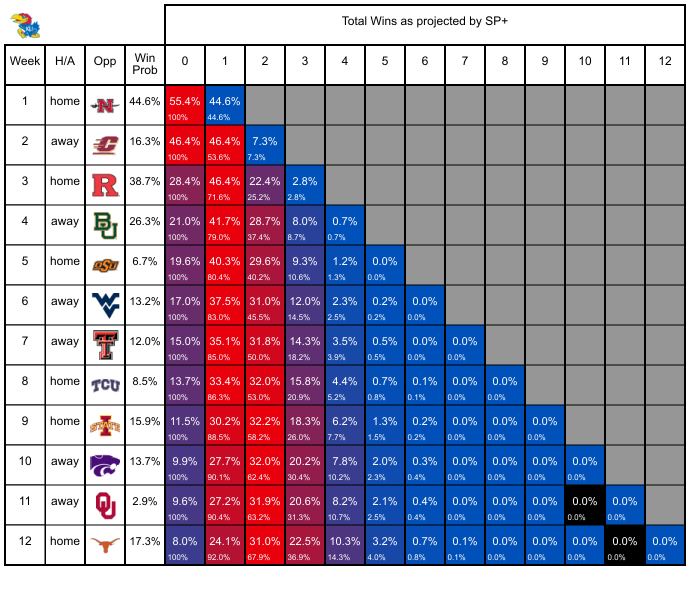 Total Wins as projected by SP+
Week H/A Opp Win Prob 0 1 2 3 4 5 6 7 8 9 10 11 12
KU
1 home N 44.6% 55.4% 44.6%
100% 44.6%
2 away C 16.3% 46.4% 46.4% 7.3%
100% 53.6% 7.3%
3 home R 38.7% 28.4% 46.4% 22.4% 2.8%
100% 71.6% 25.2% 2.8%
4 away BU 26.3% 21.0% 41.7% 28.7% 8.0% 0.7%
100% 79.0% 37.4% 8.7% 0.7%
5 home OSU 6.7% 19.6% 40.3% 29.6% 9.3% 1.2% 0.0%
100% 80.4% 40.2% 10.6% 1.3% 0.0%
6 away WV 13.2% 17.0% 37.5% 31.0% 12.0% 2.3% 0.2% 0.0%
100% 83.0% 45.5% 14.5% 2.5% 0.2% 0.0%
7 away T 12.0% 15.0% 35.1% 31.8% 14.3% 3.5% 0.5% 0.0% 0.0%
100% 85.0% 50.0% 18.2% 3.9% 0.5% 0.0% 0.0%
8 home TCU 8.5% 13.7% 33.4% 32.0% 15.8% 4.4% 0.7% 0.1% 0.0% 0.0%
100% 86.3% 53.0% 20.9% 5.2% 0.8% 0.1% 0.0% 0.0%
9 home I STATE 15.9% 11.5% 30.2% 32.2% 18.3% 6.2% 1.3% 0.2% 0.0% 0.0% 0.0%
100% 88.5% 58.2% 26.0% 7.7% 1.5% 0.2% 0.0% 0.0% 0.0%
10 away 13.7% 9.9% 27.7% 32.0% 20.2% 7.8% 2.0% 0.3% 0.0% 0.0% 0.0% 0.0%
100% 90.1% 62.4% 30.4% 10.2% 2.3% 0.4% 0.0% 0.0% 0.0% 0.0%
11 away OU 2.9% 9.6% 27.2% 31.9% 20.6% 8.2% 2.1% 0.4% 0.0% 0.0% 0.0% 0.0% 0.0%
100% 90.4% 63.2% 31.3% 10.7% 2.5% 0.4% 0.0% 0.0% 0.0% 0.0% 0.0%
12 home 17.3% 8.0% 24.1% 31.0% 22.5% 10.3% 3.2% 0.7% 0.1% 0.0% 0.0% 0.0% 0.0% 0.0%
100% 92.0% 67.9% 36.9% 14.3% 4.0% 0.8% 0.1% 0.0% 0.0% 0.0% 0.0% 0.0%